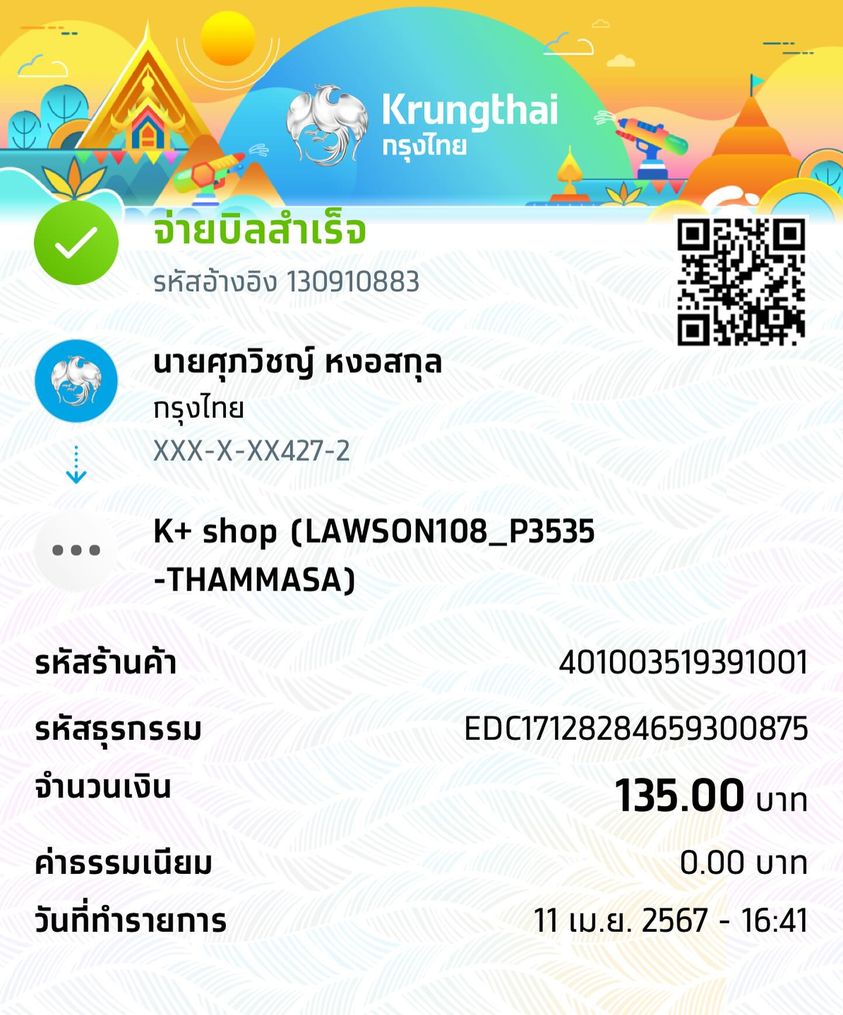 Krungthai
กรุงไทย
จ่ายบิลสำเร็จ
รหัสอ้างอิง 130910883
นายศุภวิชญ์ หงอสกุล
กรุงไทย
XXX-X-XX427-2
K+ shop (LAWSON108_P3535
-THAMMASA)
รหัสร้านค้า 401003519391001
รหัสธุรกรรม EDC17128284659300875
จำนวนเงิน 135.00 บาท
ค่าธรรมเนียม 0.00 บาท
วันที่ทำรายการ 11 เม.ย. 2567 - 16:41